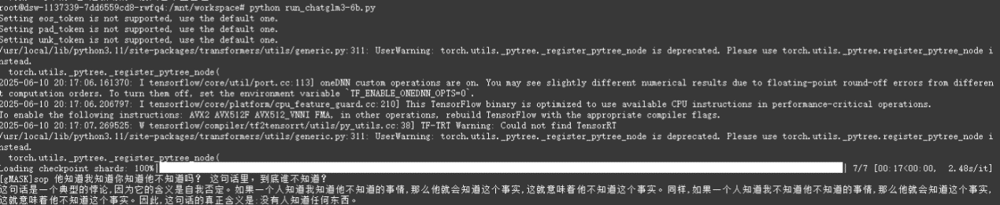 root@dsw-1137339-7dd6559cd8-rwfq4:/mnt/workspace# python run_chatglm3-6b.py
Setting eos_token is not supported, use the default one.
Setting pad_token is not supported, use the default one.
Setting unk_token is not supported, use the default one.
/usr/local/lib/python3.11/site-packages/transformers/utils/generic.py:311: UserWarning: torch.utils._pytree._register_pytree_node is deprecated. Please use torch.utils._pytree.register_pytree_node i
nstead.
  torch.utils._pytree._register_pytree_node(
2025-06-10 20:17:06.161370: I tensorflow/core/util/port.cc:113] oneDNN custom operations are on. You may see slightly different numerical results due to floating-point round-off errors from differen
t computation orders. To turn them off, set the environment variable `TF_ENABLE_ONEDNN_OPTS=0`.
2025-06-10 20:17:06.206797: I tensorflow/core/platform/cpu_feature_guard.cc:210] This TensorFlow binary is optimized to use available CPU instructions in performance-critical operations.
To enable the following instructions: AVX2 AVX512F AVX512_VNNI FMA, in other operations, rebuild TensorFlow with the appropriate compiler flags.
2025-06-10 20:17:07.269525: W tensorflow/compiler/tf2tensorrt/utils/py_utils.cc:38] TF-TRT Warning: Could not find TensorRT
/usr/local/lib/python3.11/site-packages/transformers/utils/generic.py:311: UserWarning: torch.utils._pytree._register_pytree_node is deprecated. Please use torch.utils._pytree.register_pytree_node i
nstead.
  torch.utils._pytree._register_pytree_node(
Loading checkpoint shards: 100%| | 7/7 [00:17<00:00,  2.48s/it]
[gMASK]sop 他知道我知道你知道他不知道吗？ 这句话里，到底谁不知道?
这句话是一个典型的悖论,因为它的含义是自我否定。如果一个人知道我知道他不知道的事情,那么他就会知道这个事实,这就意味着他不知道这个事实。同样,如果一个人知道我不知道他不知道的事情,那么他就会知道这个事实,
这就意味着他不知道这个事实。因此,这句话的真正含义是:没有人知道任何东西。